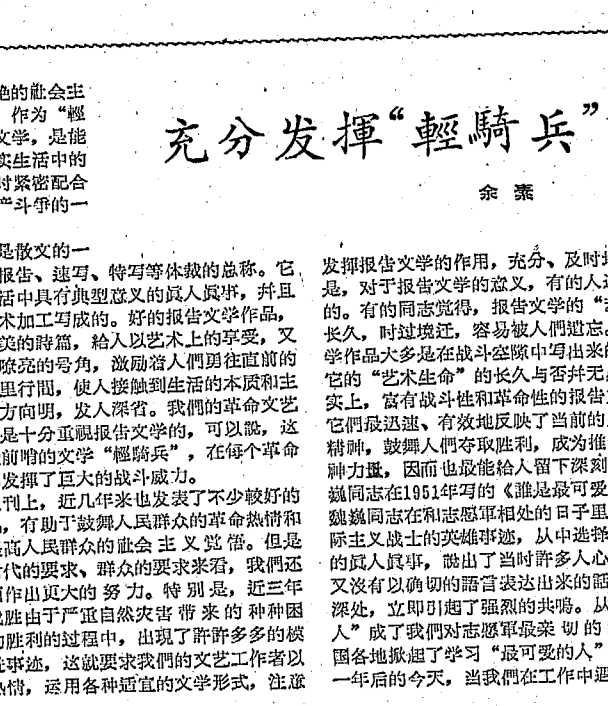 的社会主
作为“輕
文学，是能
实生活中的
时紧密配合
产斗爭的一
充分发揮“輕騎兵”
余素
是散文的一
报告、速写、特写等体裁的总称。它
活中具有典型意义的眞人眞事，幷且
术加工写成的。好的报告文学作品，
美的詩篇，給人以艺术上的享受，又
嘹亮的号角，激励着人們勇往直前的
里行間，使人接触到生活的本质和主
方向明，发人深省。我們的革命文艺
是十分重視报告文学的，可以說，这
前哨的文学“輕騎兵”，在每个革命
发揮了巨大的战斗威力。
刊上，近几年来也发表了不少較好的
，有助于鼓舞人民群众的革命热情和
高人民群众的社会主义觉悟。但是
代的要求、群众的要求来看，我們还
作出更大的努力。特別是，近三年
胜由于严重自然灾害带来的种种困
的胜利的过程中，出現了許許多多的模
事迹，这就要求我們的文艺工作者以
热情，运用各种适宜的文学形式，注意
发揮报告文学的作用，充分、及时地
是，对于报告文学的意义，有的人过
的。有的同志觉得，报告文学的“
长久，时过境迁，容易被人們遺忘。
学作品大多是在战斗空隙中写出来的
它的“艺术生命”的长久与否幷无
实上，富有战斗性和革命性的报告
它們最迅速、有效地反映了当前的
精神，鼓舞人們夺取胜利，成为推
神力量，因而也最能給人留下深刻
巍同志在1951年写的《誰是最可爱
魏巍同志在和志愿軍相处的日子里
际主义战士的英雄事迹，从中选择
的眞人眞事，說出了当时許多人心
又沒有以确切的語言表达出来的話
深处，立即引起了强烈的共鳴。从
人”成了我們对志愿軍最亲切的
国各地掀起了学习“最可爱的人”
一年后的今天，当我們在工作中遇